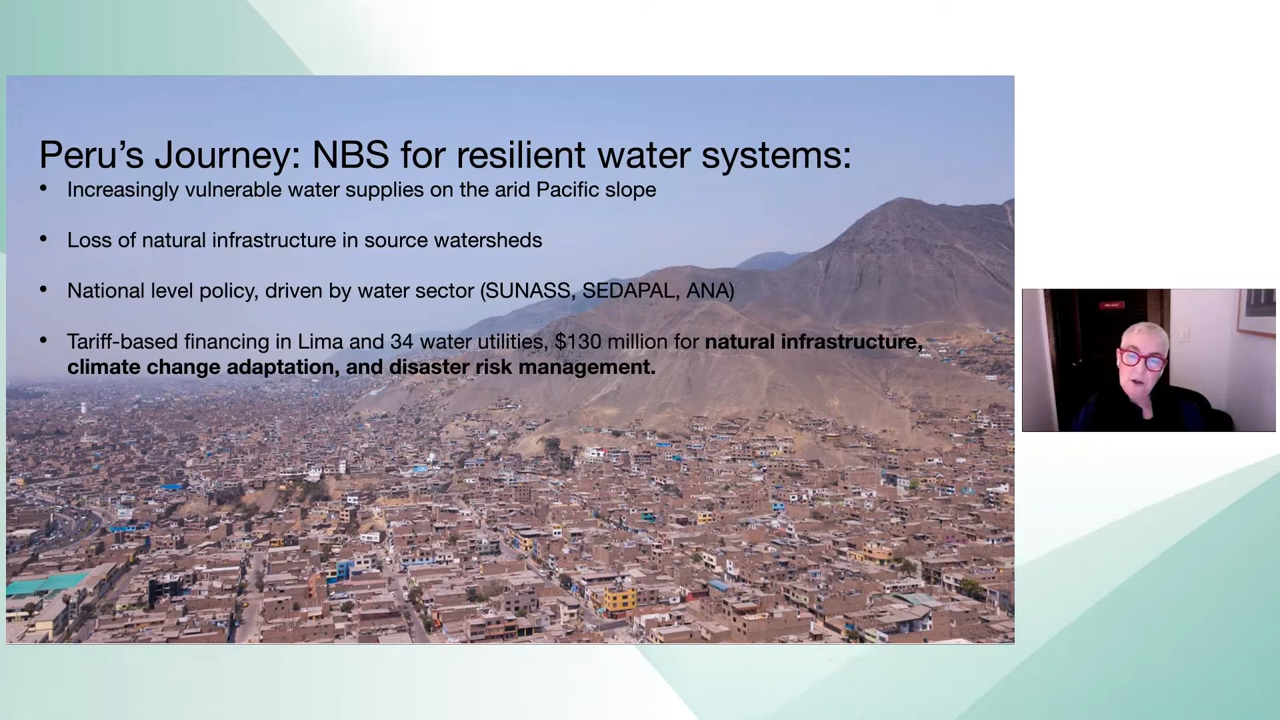 Peru’s Journey: NBS for resilient water systems:
• Increasingly vulnerable water supplies on the arid Pacific slope
• Loss of natural infrastructure in source watersheds
• National level policy, driven by water sector (SUNASS, SEDAPAL, ANA)
• Tariff-based financing in Lima and 34 water utilities, $130 million for natural infrastructure,
climate change adaptation, and disaster risk management.